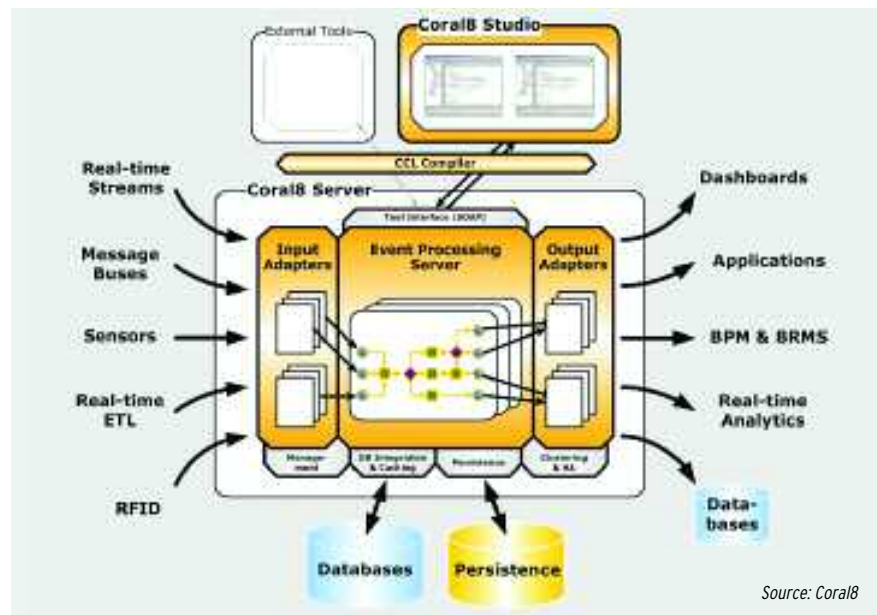 External Tools
Coral8 Studio
CCL Compiler
Coral8 Server
Tool Interface (SOAP)
Real-time
Streams
Message
Buses
Sensors
Real-time
ETL
RFID
Input
Adapters
Event Processing
Server
Output
Adapters
Manage-
ment
DB Integration
& Caching
Persistence
Clustering
& HA
Dashboards
Applications
BPM & BRMS
Real-time
Analytics
Data-
bases
Databases
Persistence
Source: Coral8